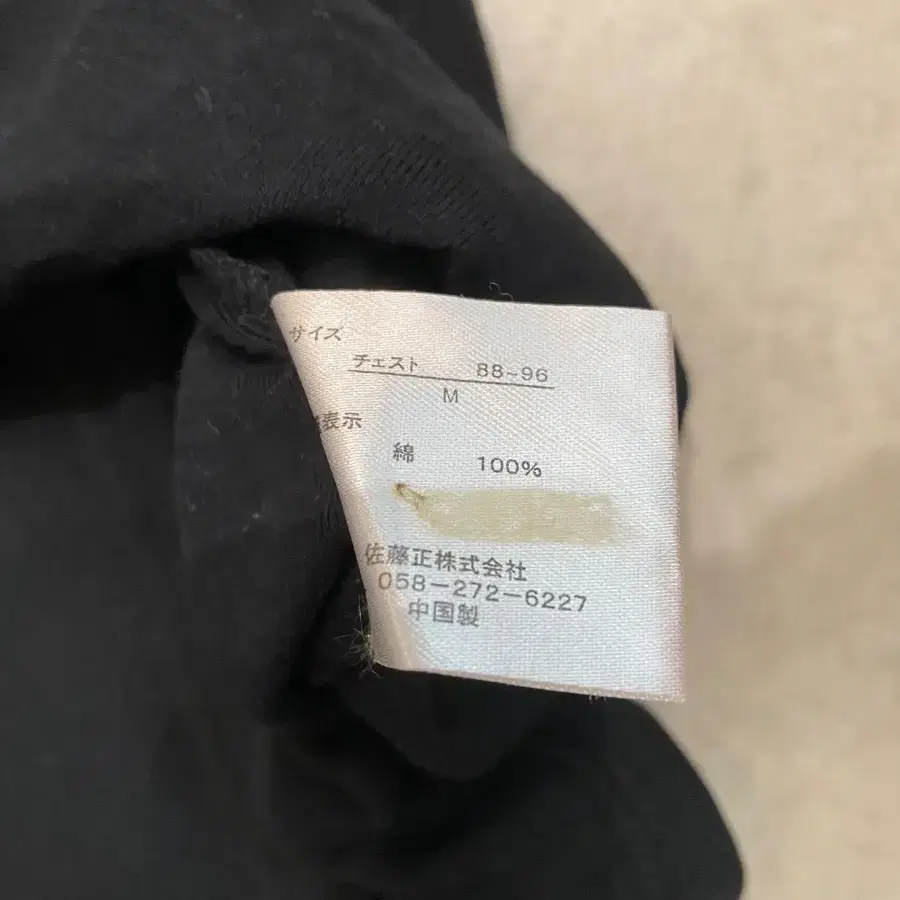 サイズ
チェスト 88~96
M
表示
綿 100%
佐藤正株式会社
058-272-6227
中国製